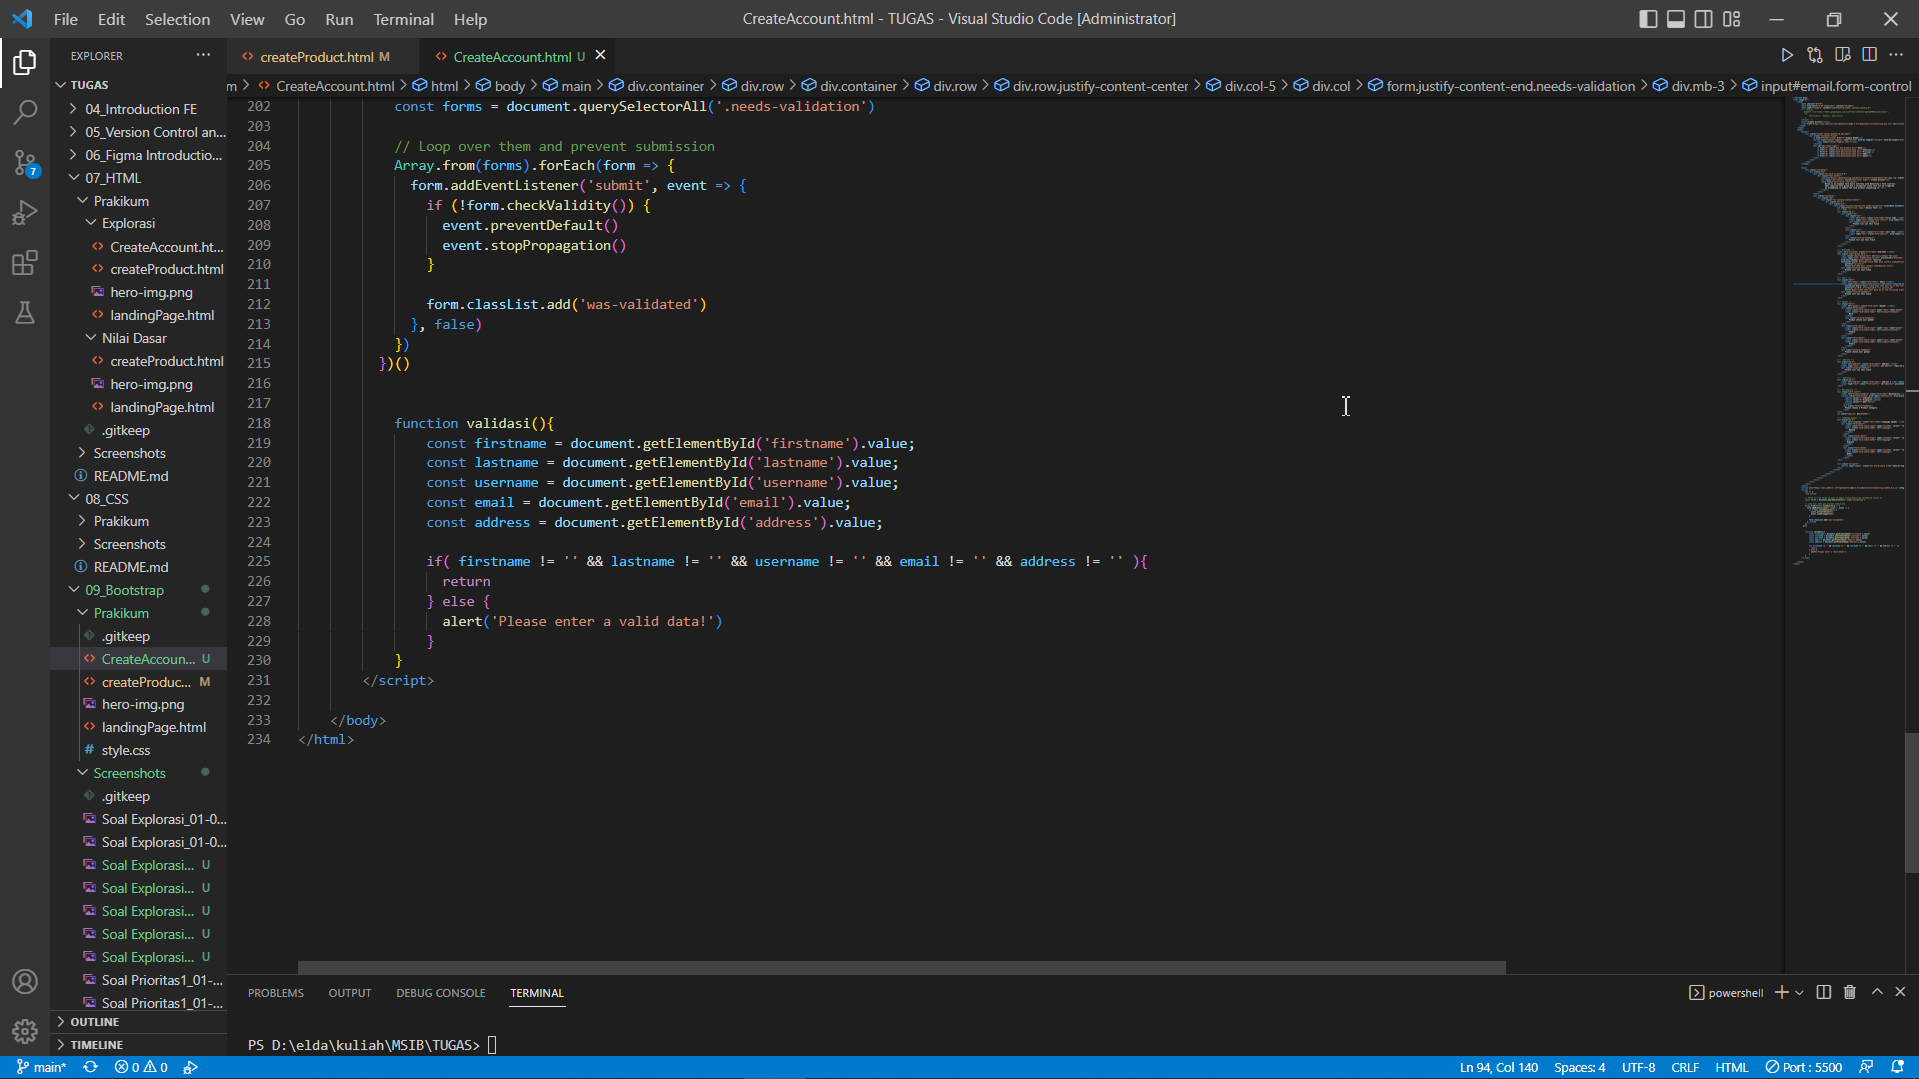 File Edit Selection View Go Run Terminal Help
CreateAccount.html - TUGAS - Visual Studio Code [Administrator]
EXPLORER
TUGAS
04_Introduction FE
05_Version Control an...
06_Figma Introductio...
07_HTML
Prakikum
Explorasi
CreateAccount.ht...
createProduct.html
hero-img.png
landingPage.html
Nilai Dasar
createProduct.html
hero-img.png
landingPage.html
.gitkeep
Screenshots
README.md
08_CSS
Prakikum
Screenshots
README.md
09_Bootstrap
Prakikum
.gitkeep
CreateAccoun... U
createProduc... M
hero-img.png
landingPage.html
style.css
Screenshots
.gitkeep
Soal Explorasi_01-0...
Soal Explorasi_01-0...
Soal Explorasi... U
Soal Explorasi... U
Soal Explorasi... U
Soal Explorasi... U
Soal Explorasi... U
Soal Prioritas1_01-...
Soal Prioritas1_01-...
OUTLINE
TIMELINE
7
createProduct.html M
CreateAccount.html U
m > CreateAccount.html > html > body > main > div.container > div.row > div.container > div.row > div.row.justify-content-center > div.col-5 > div.col > form.justify-content-end.needs-validation > div.mb-3 > input#email.form-control
202 const forms = document.querySelectorAll('.needs-validation')
203
204 // Loop over them and prevent submission
205 Array.from(forms).forEach(form => {
206 form.addEventListener('submit', event => {
207 if (!form.checkValidity()) {
208 event.preventDefault()
209 event.stopPropagation()
210 }
211
212 form.classList.add('was-validated')
213 }, false)
214 })
215 })()
216
217
218 function validasi(){
219 const firstname = document.getElementById('firstname').value;
220 const lastname = document.getElementById('lastname').value;
221 const username = document.getElementById('username').value;
222 const email = document.getElementById('email').value;
223 const address = document.getElementById('address').value;
224
225 if( firstname != '' && lastname != '' && username != '' && email != '' && address != '' ){
226 return
227 } else {
228 alert('Please enter a valid data!')
229 }
230 }
231 </script>
232
233 </body>
234 </html>
PROBLEMS OUTPUT DEBUG CONSOLE TERMINAL
powershell
PS D:\elda\kuliah\MSIB\TUGAS>
main* 0 0
Ln 94, Col 140 Spaces: 4 UTF-8 CRLF HTML Port : 5500